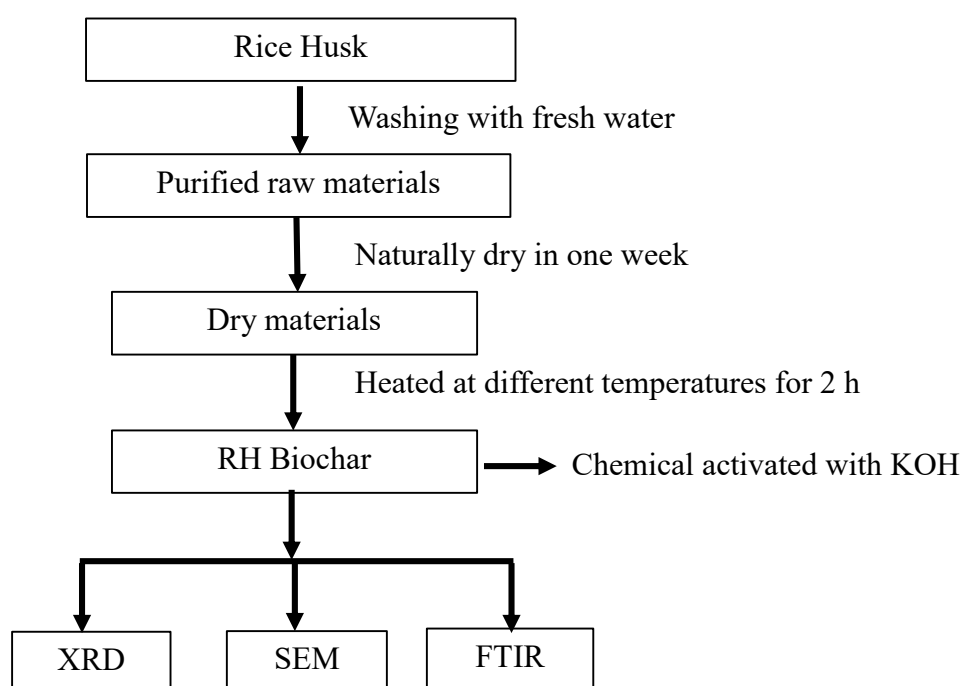 Rice Husk
Washing with fresh water
Purified raw materials
Naturally dry in one week
Dry materials
Heated at different temperatures for 2 h
RH Biochar
Chemical activated with KOH
XRD
SEM
FTIR